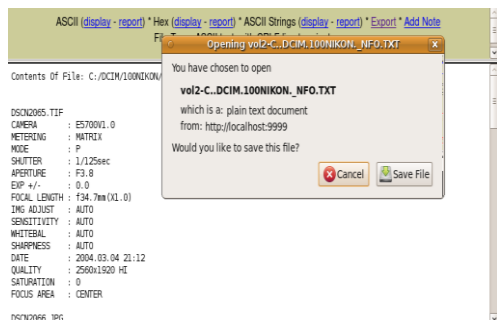 ASCII (display - report) * Hex (display - report) * ASCII Strings (display - report) * Export * Add Note
Opening vol2-C..DCIM.100NIKON._NFO.TXT
Contents Of File: C:/DCIM/100NIKON/
You have chosen to open
vol2-C..DCIM.100NIKON._NFO.TXT
which is a: plain text document
from: http://localhost:9999
Would you like to save this file?
Cancel
Save File
DSCN2065.TIF
CAMERA : E5700V1.0
METERING : MATRIX
MODE : P
SHUTTER : 1/125sec
APERTURE : F3.8
EXP +/- : 0.0
FOCAL LENGTH : f34.7mm(X1.0)
IMG ADJUST : AUTO
SENSITIVITY : AUTO
WHITEBAL : AUTO
SHARPNESS : AUTO
DATE : 2004.03.04 21:12
QUALITY : 2560x1920 HI
SATURATION : 0
FOCUS AREA : CENTER
DSCN2066.JPG